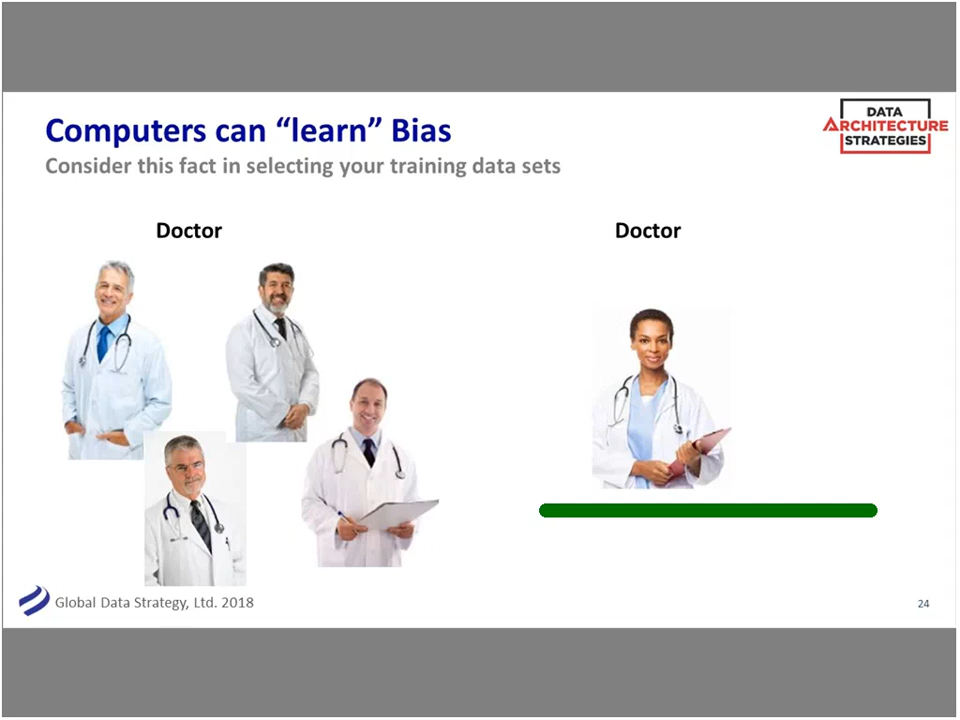 Computers can “learn” Bias
Consider this fact in selecting your training data sets
DATA
ARCHITECTURE
STRATEGIES
Doctor
Doctor
Global Data Strategy, Ltd. 2018
24